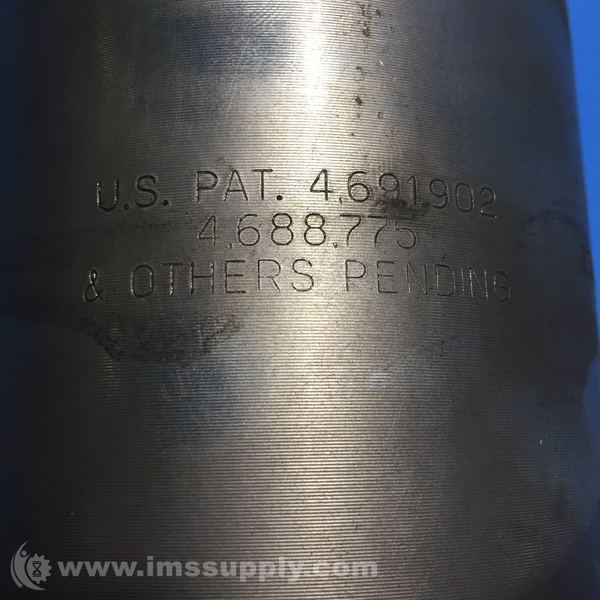 U.S. PAT. 4,691,902
4,688,775
& OTHERS PENDING
www.imssupply.com